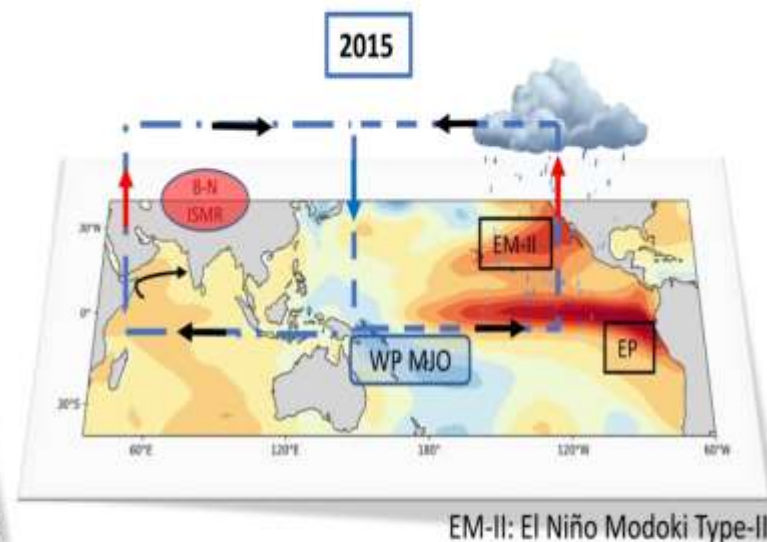 2015
B-N
ISMR
30°N
EM-II
0°
EP
WP MJO
30°S
60°E
120°E
180°
120°W
60°W
EM-II: El Niño Modoki Type-II